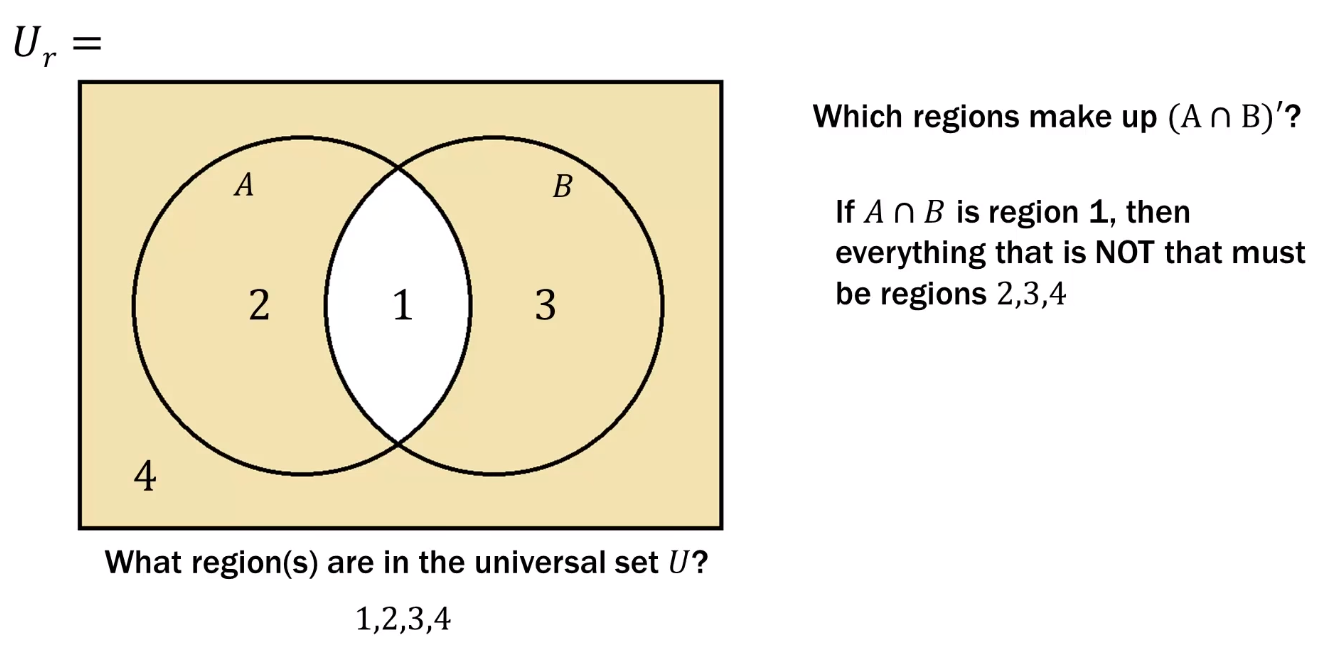 U_r =
A
B
2
1
3
4
What region(s) are in the universal set U?
1,2,3,4
Which regions make up (A ∩ B)′?
If A ∩ B is region 1, then
everything that is NOT that must
be regions 2,3,4